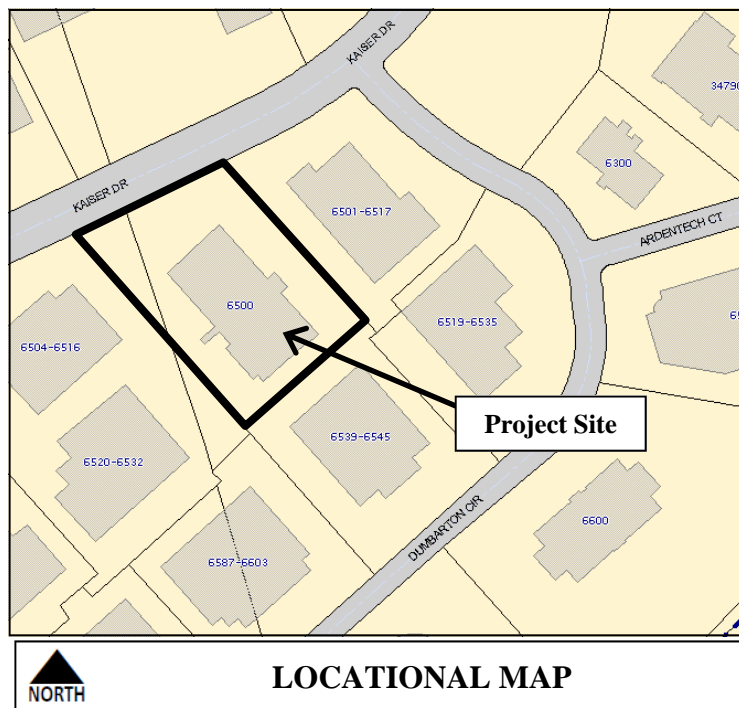 KAISER DR
34790
6300
KAISER DR
6501-6517
ARDENTECH CT
6500
6504-6516
6519-6535
Project Site
6539-6545
6520-6532
6600
DUMBARTON CIR
6587-6603
NORTH
LOCATIONAL MAP